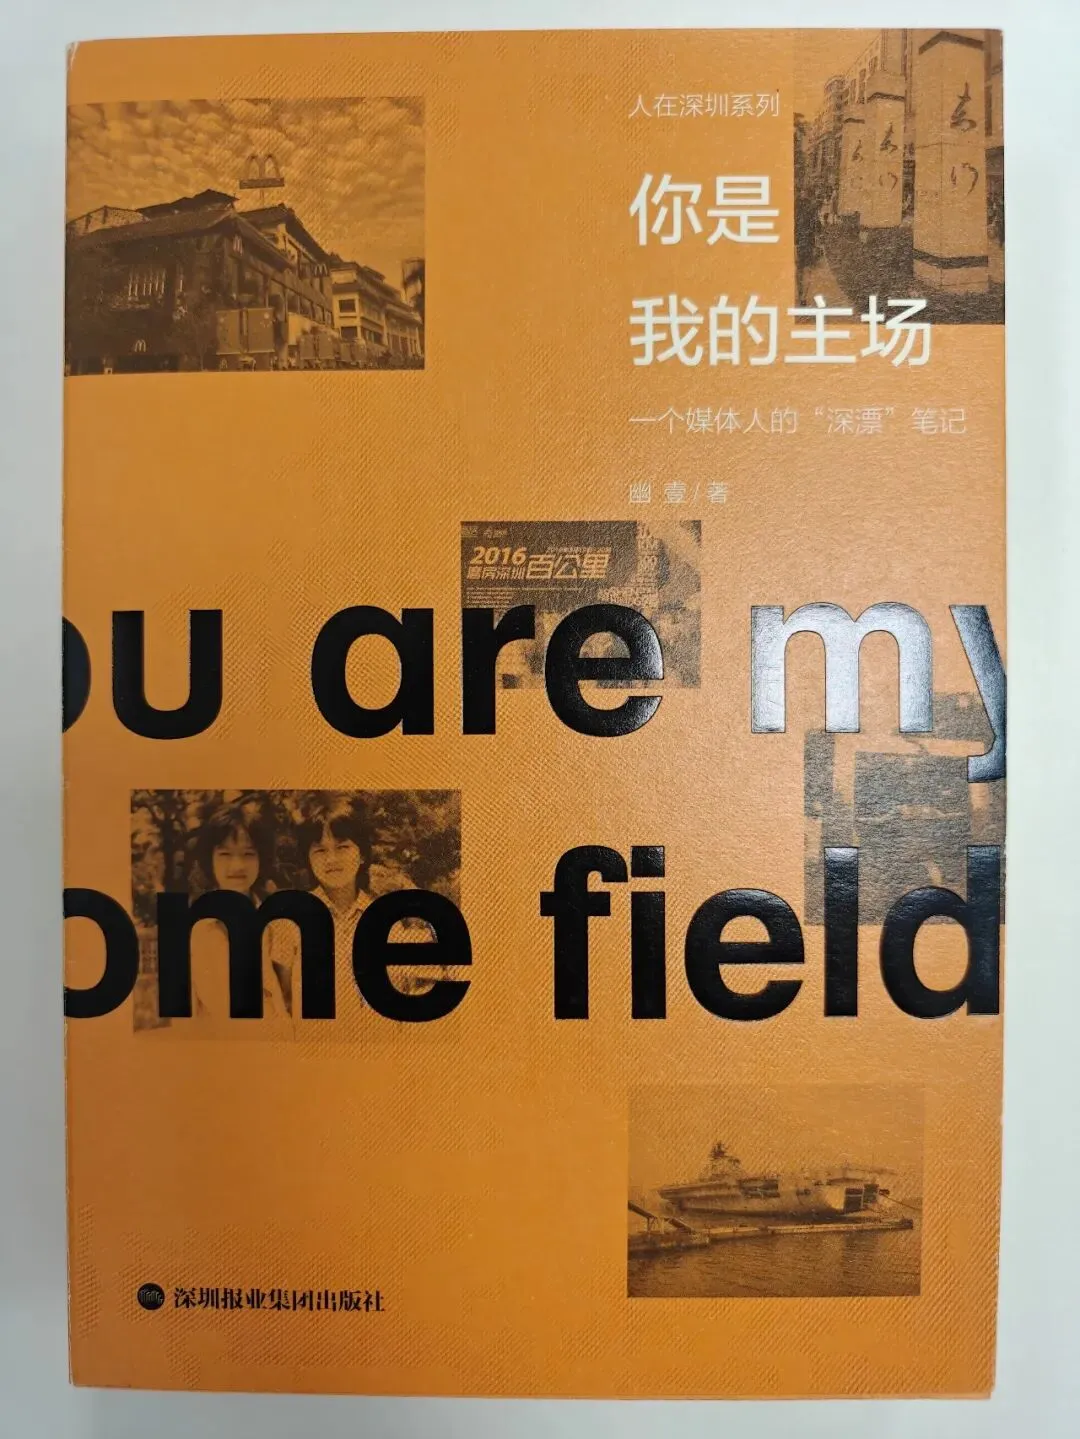 人在深圳系列
你是
我的主场
一个媒体人的“深漂”笔记
幽 壹/著
2016
百公里
ou are my
ome field
深圳报业集团出版社